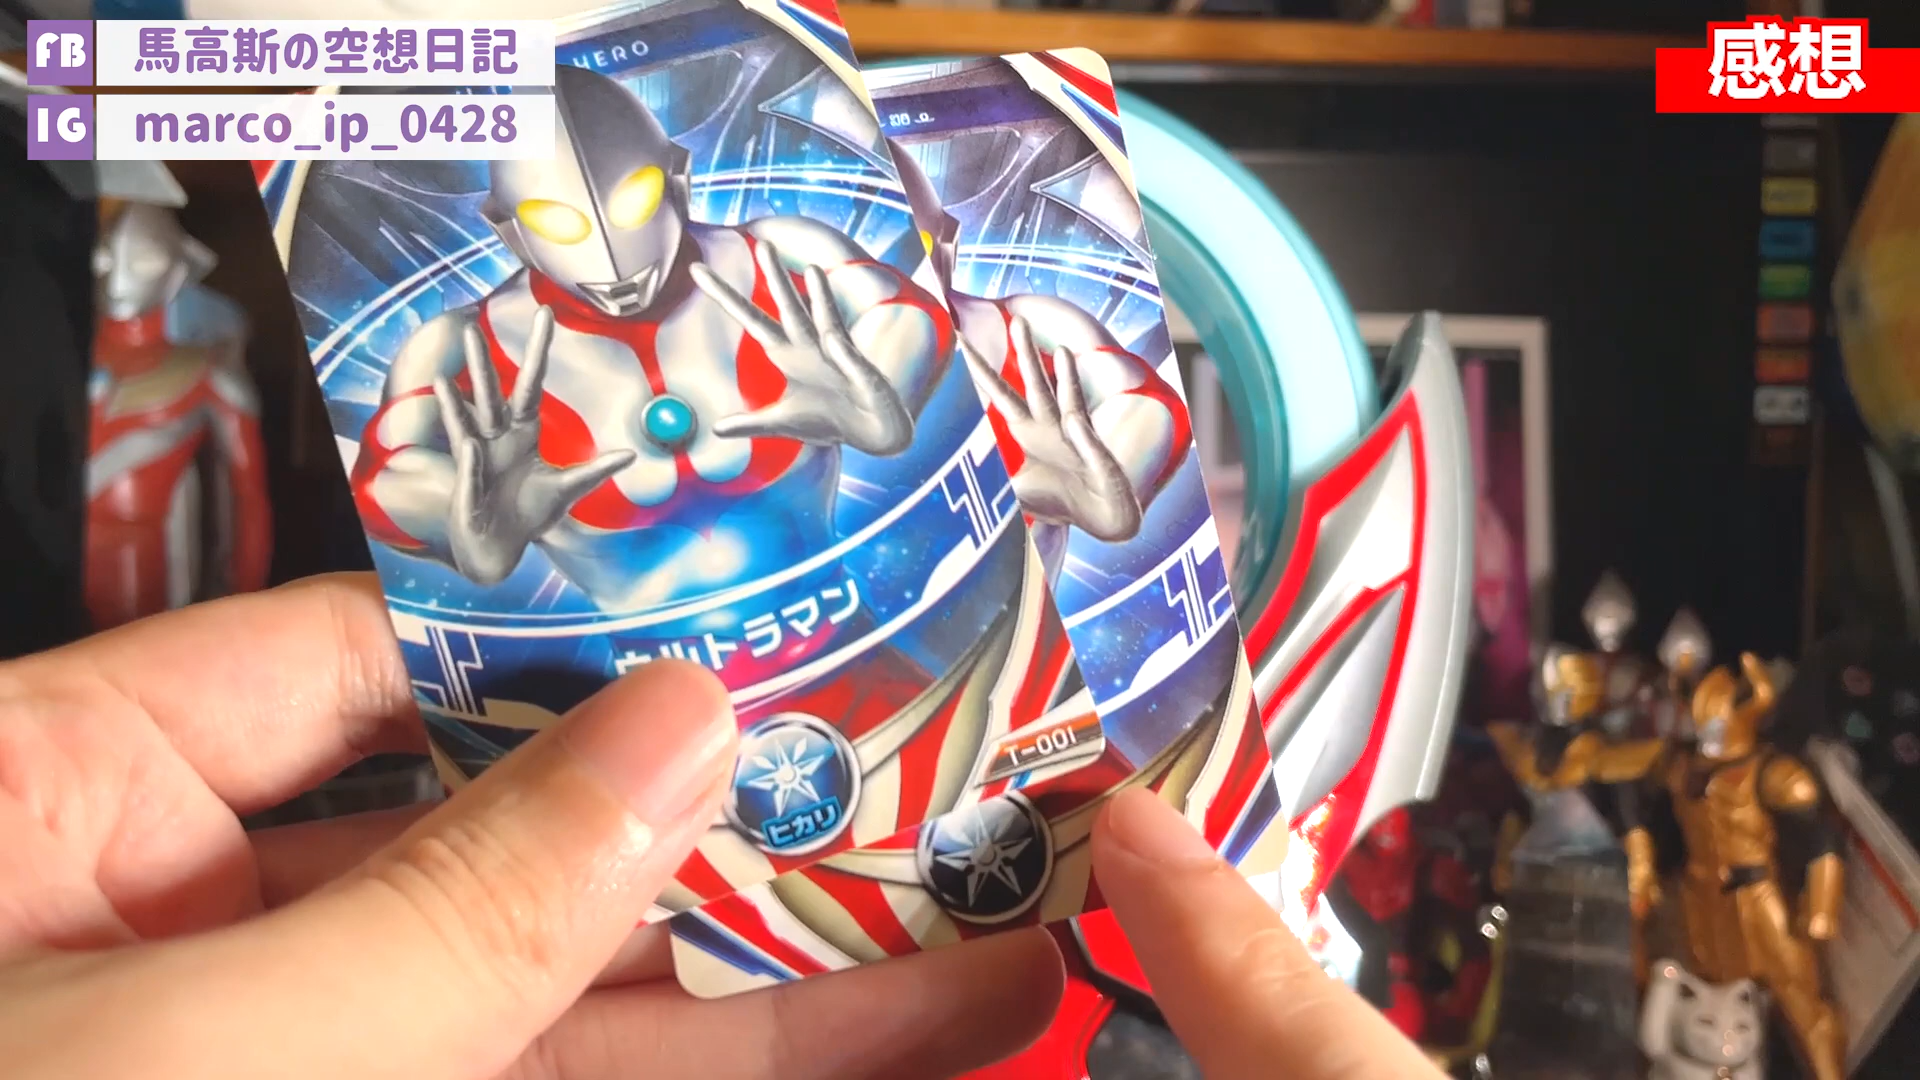 FB 馬高斯の空想日記
IG marco_ip_0428
感想
HERO
ウルトラマン
T-001
ヒカリ